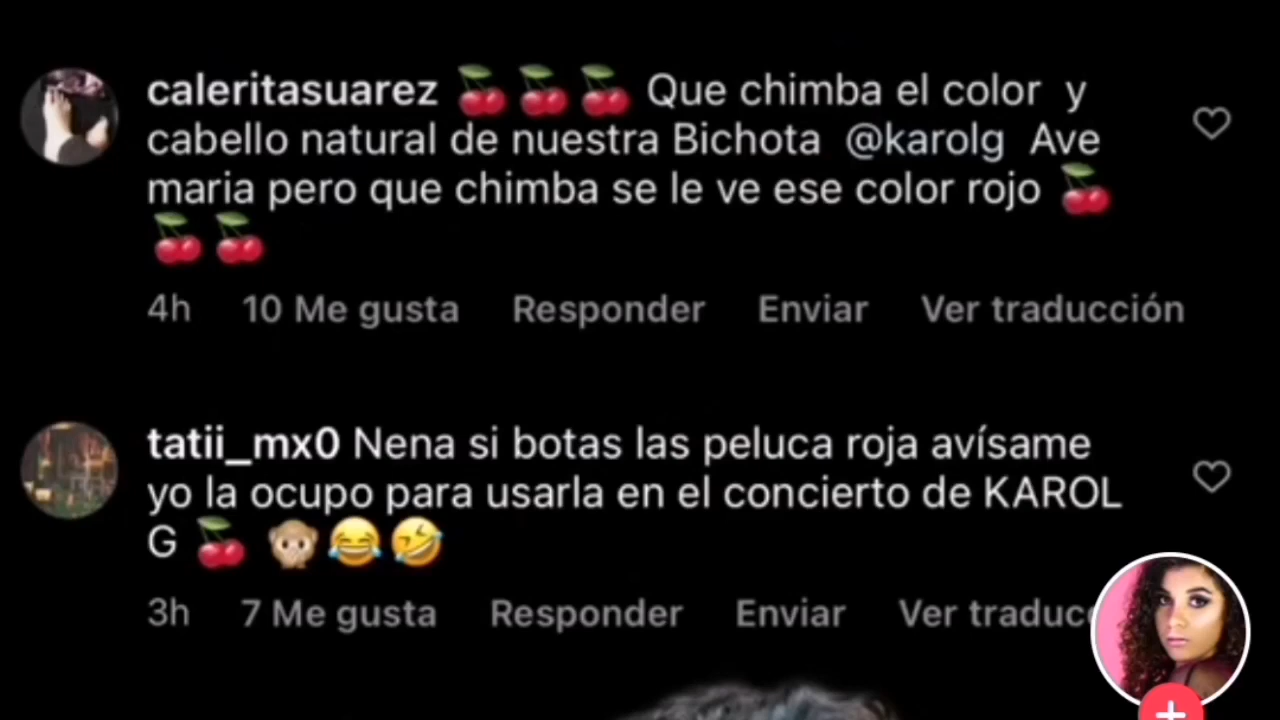 caleritasuarez 🍒🍒🍒 Que chimba el color y
cabello natural de nuestra Bichota @karolg Ave
maria pero que chimba se le ve ese color rojo 🍒
🍒🍒
4h 10 Me gusta Responder Enviar Ver traducción
tatii_mx0 Nena si botas las peluca roja avísame
yo la ocupo para usarla en el concierto de KAROL
G 🍒 🙊😂🤣
3h 7 Me gusta Responder Enviar Ver